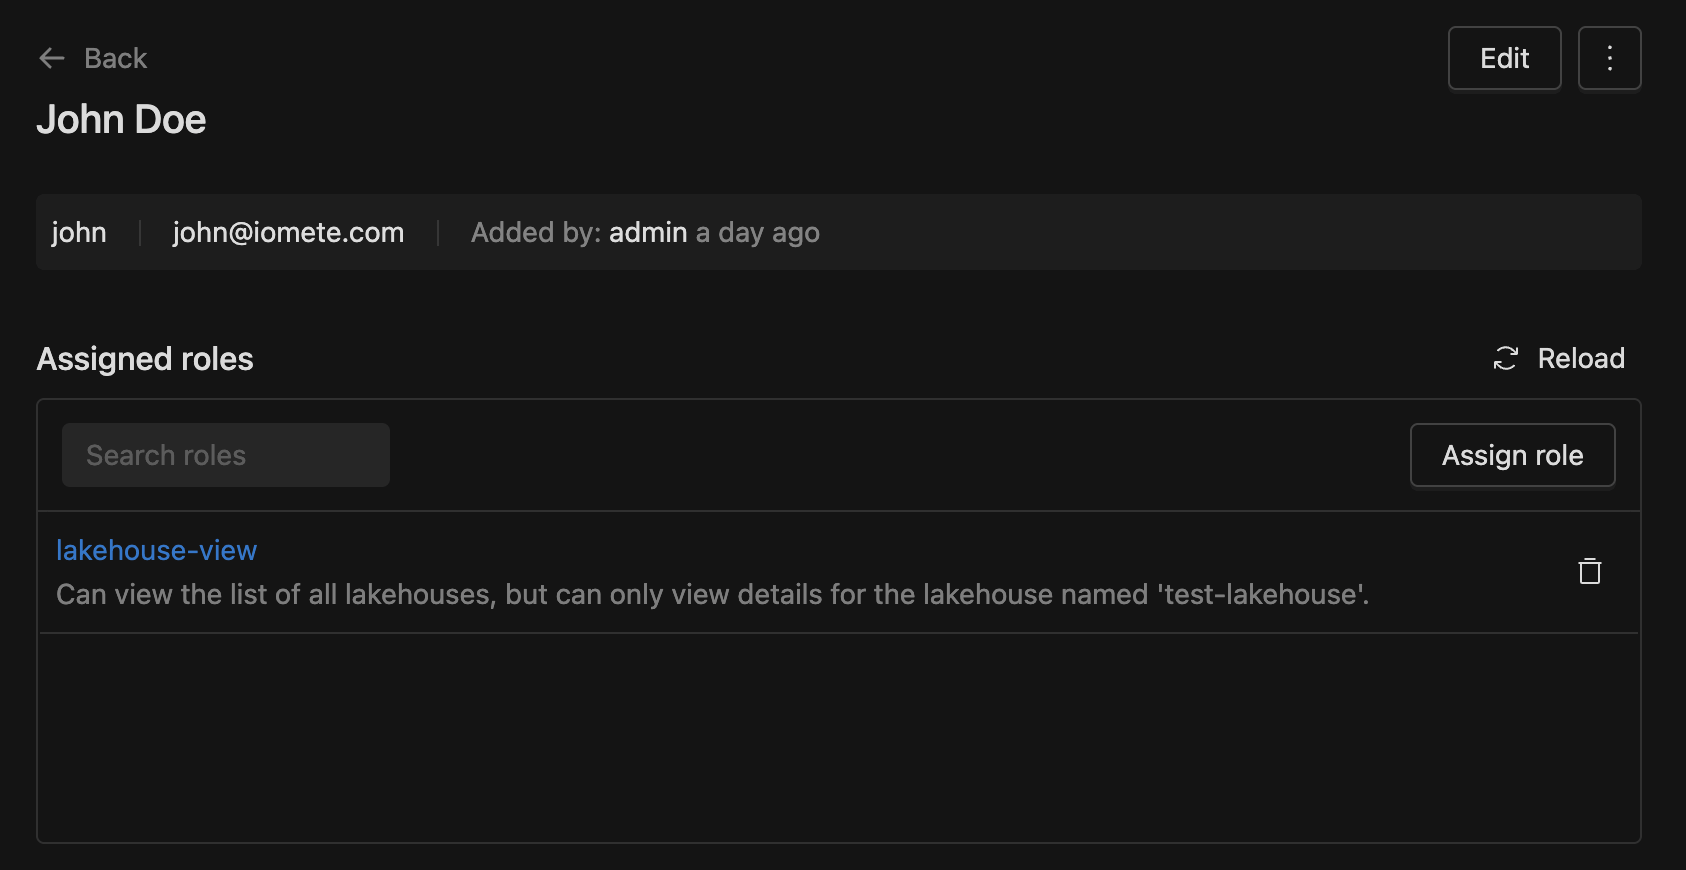 Back
Edit
John Doe
john
john@iomete.com
Added by: admin a day ago
Assigned roles
Reload
Search roles
Assign role
lakehouse-view
Can view the list of all lakehouses, but can only view details for the lakehouse named 'test-lakehouse'.